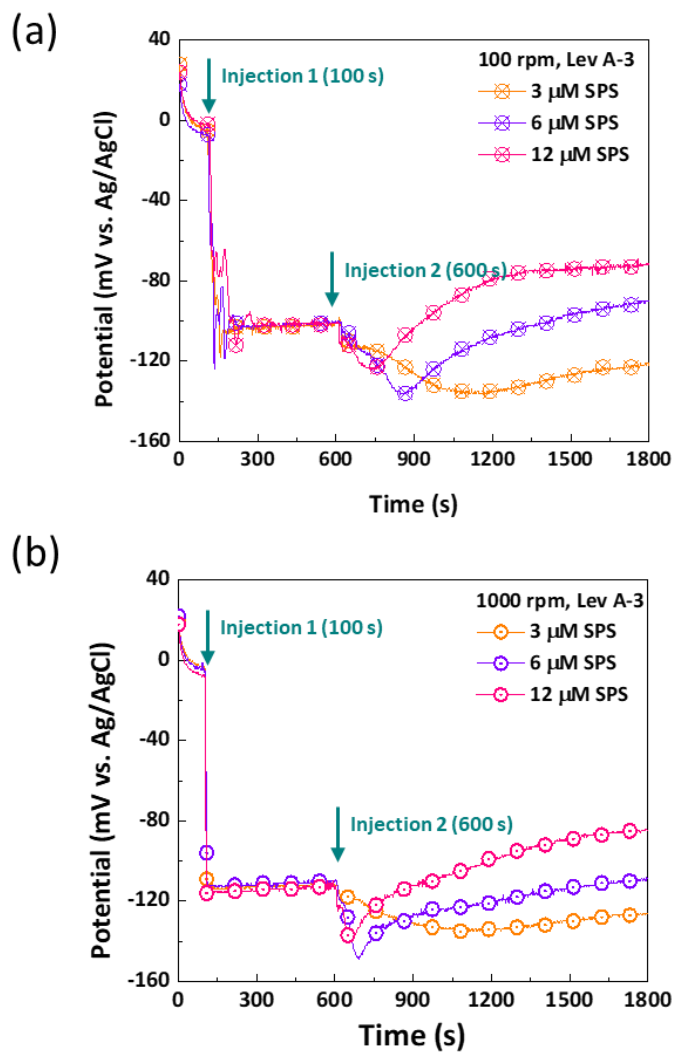 (a)
40
0
-40
-80
-120
-160
Potential (mV vs. Ag/AgCl)
Injection 1 (100 s)
100 rpm, Lev A-3
3 µM SPS
6 µM SPS
12 µM SPS
Injection 2 (600 s)
0 300 600 900 1200 1500 1800
Time (s)
(b)
40
0
-40
-80
-120
-160
Potential (mV vs. Ag/AgCl)
Injection 1 (100 s)
1000 rpm, Lev A-3
3 µM SPS
6 µM SPS
12 µM SPS
Injection 2 (600 s)
0 300 600 900 1200 1500 1800
Time (s)